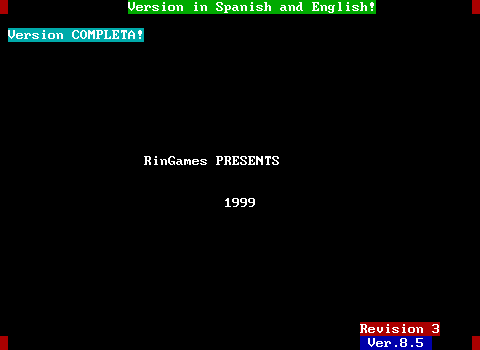 Version in Spanish and English!
Version COMPLETA!
RinGames PRESENTS
1999
Revision 3
Ver.8.5